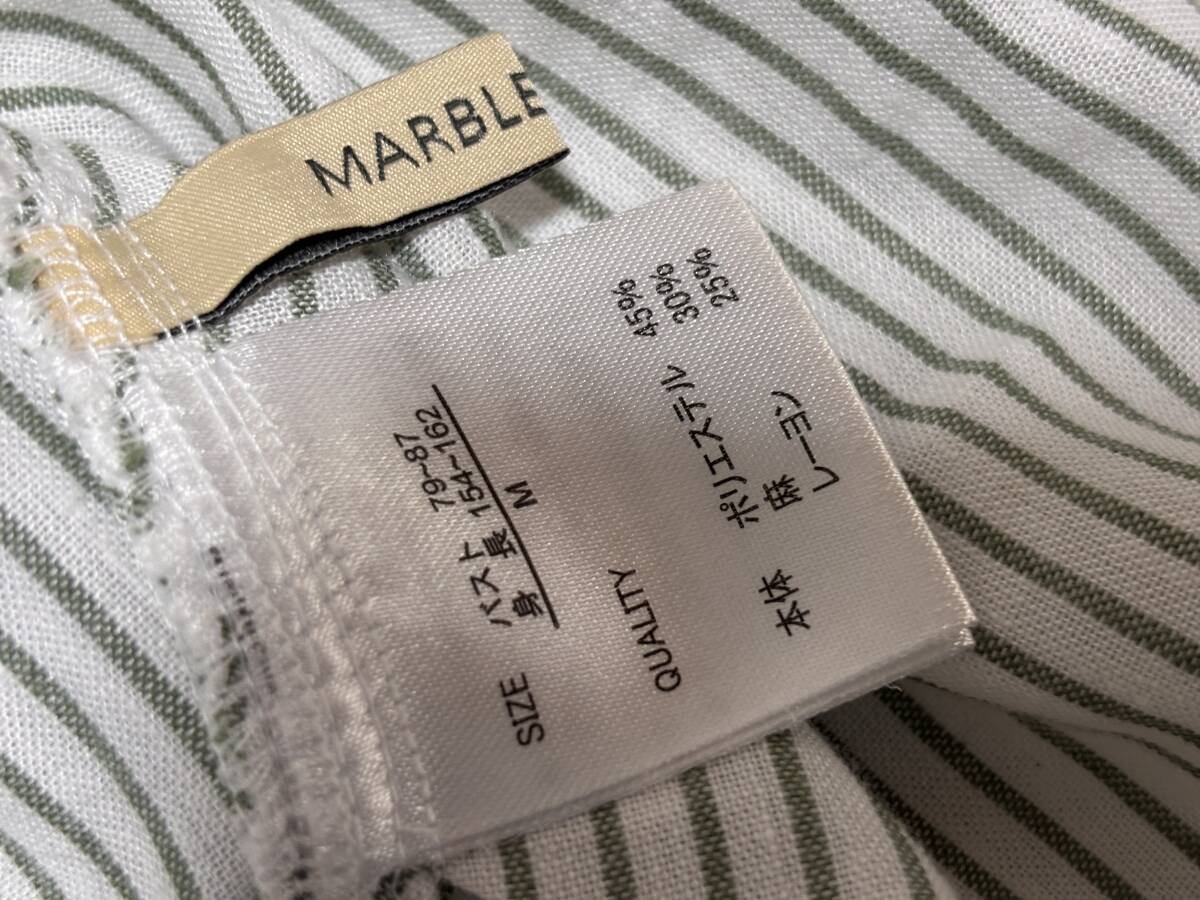 MARBLE
SIZE バスト 79~87
身 長 154~162
M
QUALITY
本体 ポリエステル 45%
麻 30%
レーヨン 25%